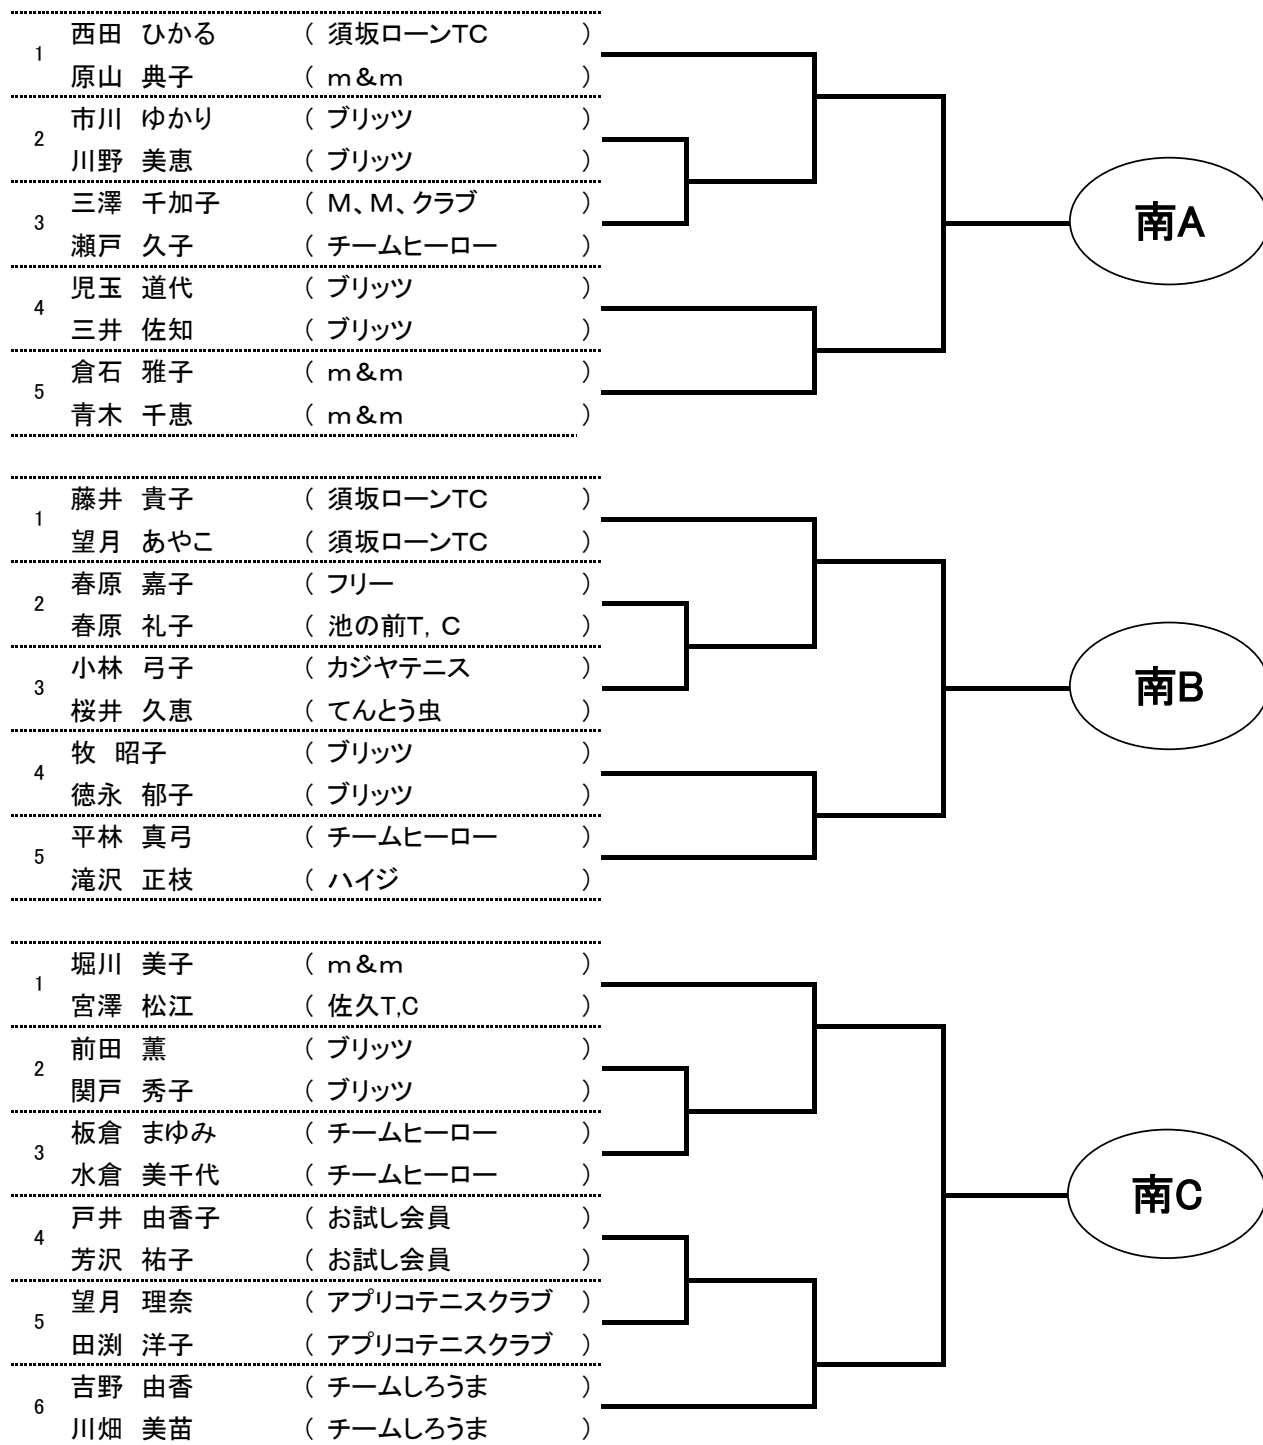 西田 ひかる （ 須坂ローンTC ）
1
原山 典子 （ ｍ＆ｍ ）
市川 ゆかり （ ブリッツ ）
2
川野 美恵 （ ブリッツ ）
三澤 千加子 （ Ｍ、Ｍ、クラブ ）
3
瀬戸 久子 （ チームヒーロー ）
児玉 道代 （ ブリッツ ）
4
三井 佐知 （ ブリッツ ）
倉石 雅子 （ ｍ＆ｍ ）
5
青木 千恵 （ ｍ＆ｍ ）
南A
藤井 貴子 （ 須坂ローンTC ）
1
望月 あやこ （ 須坂ローンTC ）
春原 嘉子 （ フリー ）
2
春原 礼子 （ 池の前T，C ）
小林 弓子 （ カジヤテニス ）
3
桜井 久恵 （ てんとう虫 ）
牧 昭子 （ ブリッツ ）
4
徳永 郁子 （ ブリッツ ）
平林 真弓 （ チームヒーロー ）
5
滝沢 正枝 （ ハイジ ）
南B
堀川 美子 （ ｍ＆ｍ ）
1
宮澤 松江 （ 佐久T,C ）
前田 薫 （ ブリッツ ）
2
関戸 秀子 （ ブリッツ ）
板倉 まゆみ （ チームヒーロー ）
3
水倉 美千代 （ チームヒーロー ）
戸井 由香子 （ お試し会員 ）
4
芳沢 祐子 （ お試し会員 ）
望月 理奈 （ アプリコテニスクラブ ）
5
田渕 洋子 （ アプリコテニスクラブ ）
吉野 由香 （ チームしろうま ）
6
川畑 美苗 （ チームしろうま ）
南C